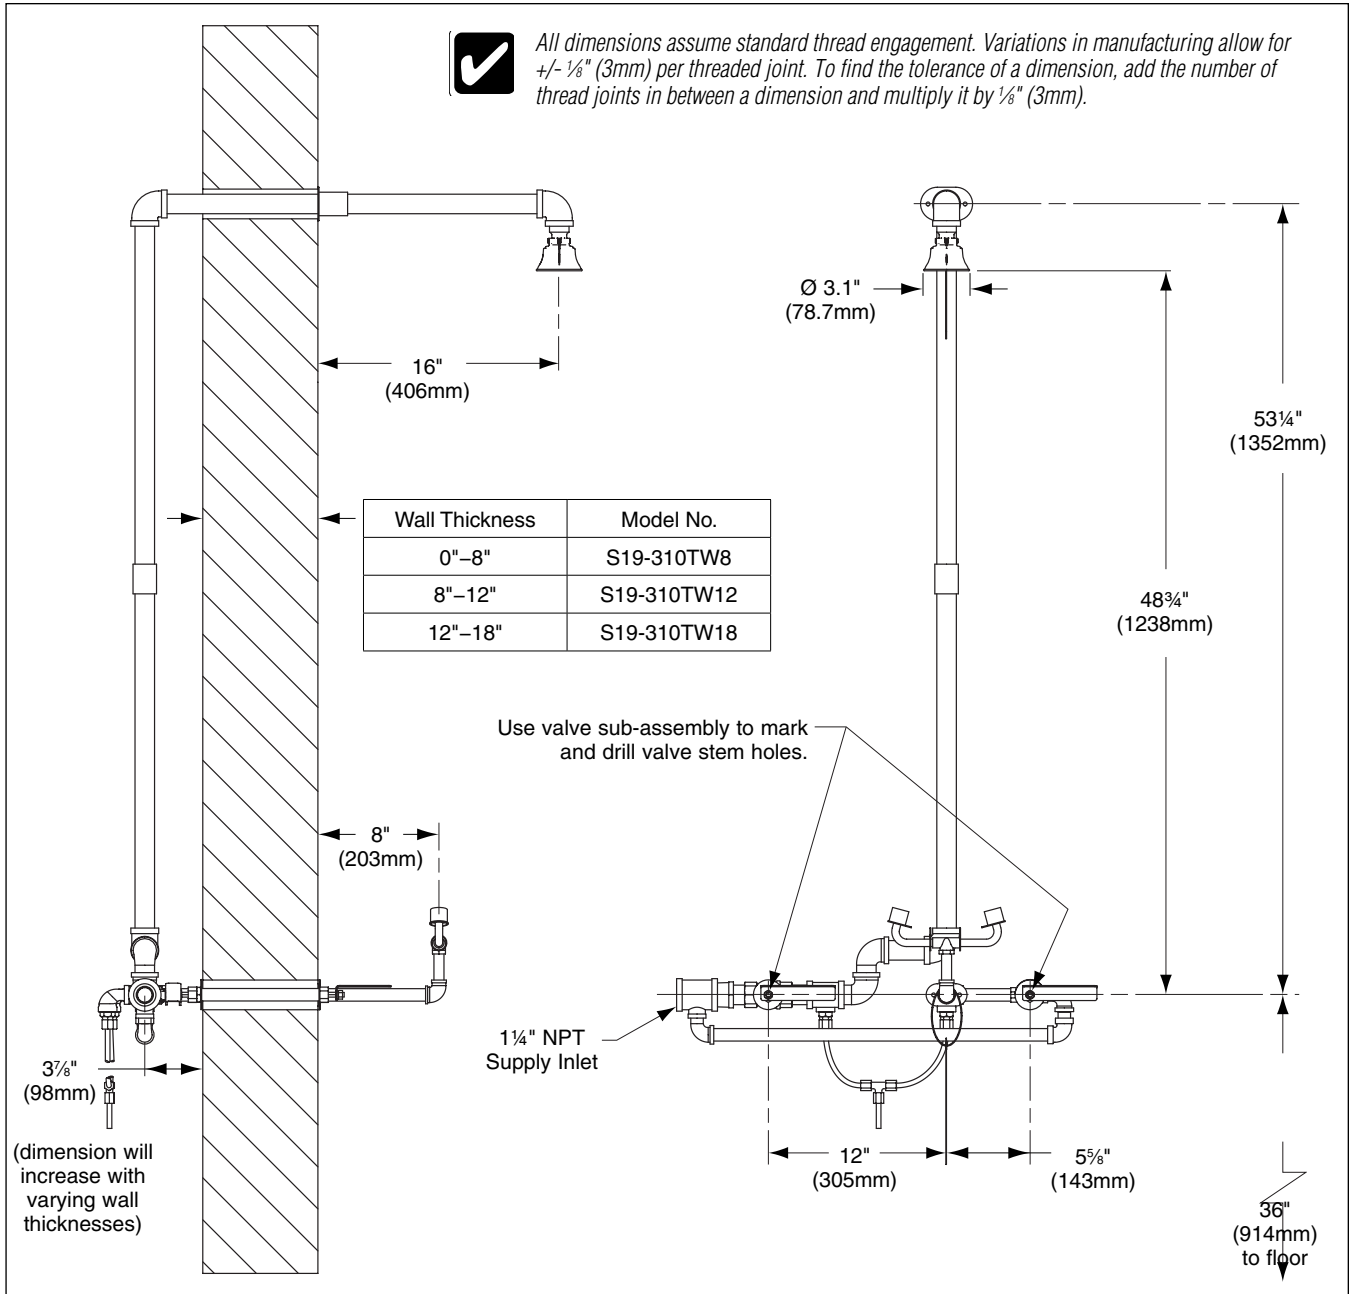 All dimensions assume standard thread engagement. Variations in manufacturing allow for
+/- ⅛" (3mm) per threaded joint. To find the tolerance of a dimension, add the number of
thread joints in between a dimension and multiply it by ⅛" (3mm).
Ø 3.1"
(78.7mm)
16"
(406mm)
53¼"
(1352mm)
Wall Thickness Model No.
0"–8" S19-310TW8
8"–12" S19-310TW12
12"–18" S19-310TW18
48¾"
(1238mm)
Use valve sub-assembly to mark
and drill valve stem holes.
8"
(203mm)
1¼" NPT
Supply Inlet
3⅞"
(98mm)
(dimension will
increase with
varying wall
thicknesses)
12"
(305mm)
5⅝"
(143mm)
36"
(914mm)
to floor